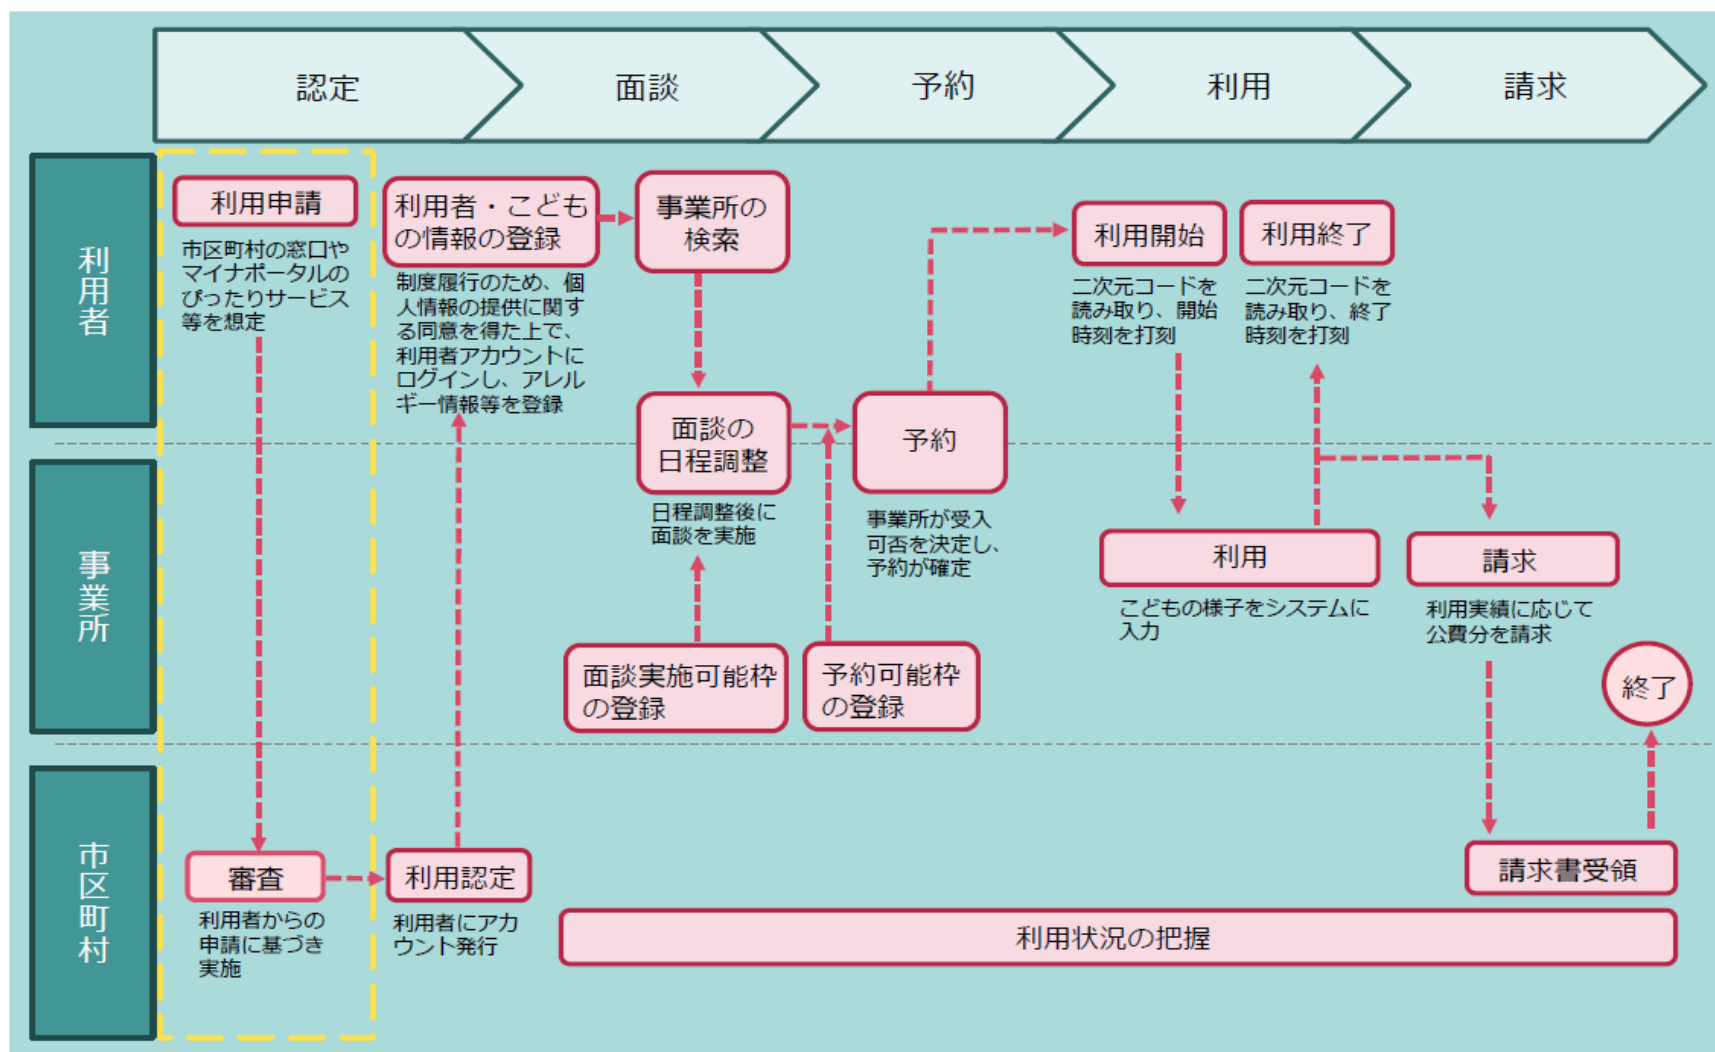 認定
面談
予約
利用
請求
利用者
利用申請
市区町村の窓口や
マイナポータルの
ぴったりサービス
等を想定
利用者・こども
の情報の登録
制度履行のため、個
人情報の提供に関す
る同意を得た上で、
利用者アカウントに
ログインし、アレル
ギー情報等を登録
事業所の
検索
面談の
日程調整
日程調整後に
面談を実施
予約
事業所が受入
可否を決定し、
予約が確定
利用開始
二次元コードを
読み取り、開始
時刻を打刻
利用終了
二次元コードを
読み取り、終了
時刻を打刻
事業所
面談実施可能枠
の登録
予約可能枠
の登録
利用
こどもの様子をシステムに
入力
請求
利用実績に応じて
公費分を請求
終了
市区町村
審査
利用者からの
申請に基づき
実施
利用認定
利用者にアカ
ウント発行
請求書受領
利用状況の把握